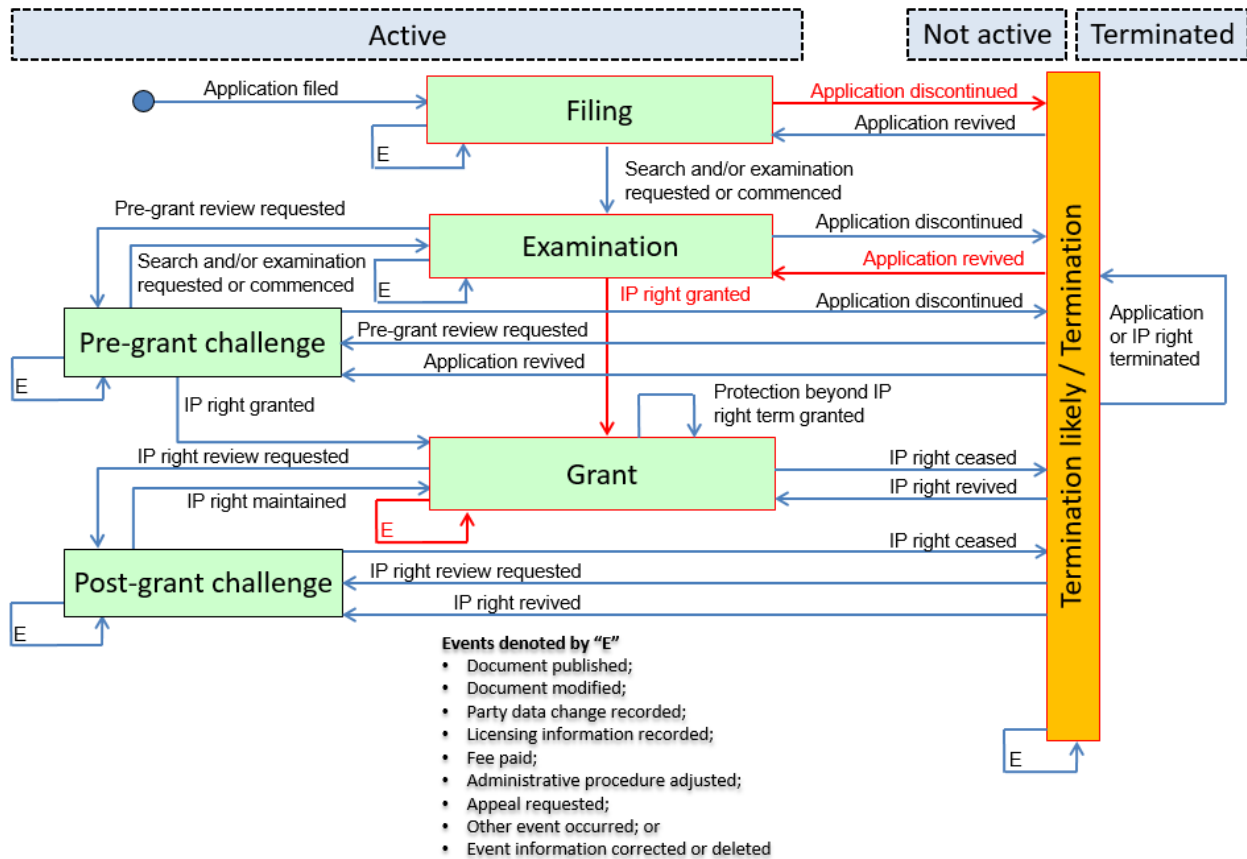 Active
Not active
Terminated
Application filed
Filing
Application discontinued
Application revived
E
Search and/or examination
requested or commenced
Pre-grant review requested
Examination
Application discontinued
Search and/or examination
requested or commenced
E
Application revived
IP right granted
Application discontinued
Pre-grant challenge
Pre-grant review requested
Application revived
E
Application
or IP right
terminated
Termination likely / Termination
IP right granted
Protection beyond IP
right term granted
IP right review requested
Grant
IP right ceased
IP right revived
IP right maintained
E
IP right ceased
Post-grant challenge
IP right review requested
IP right revived
E
Events denoted by “E”
• Document published;
• Document modified;
• Party data change recorded;
• Licensing information recorded;
• Fee paid;
• Administrative procedure adjusted;
• Appeal requested;
• Other event occurred; or
• Event information corrected or deleted
E